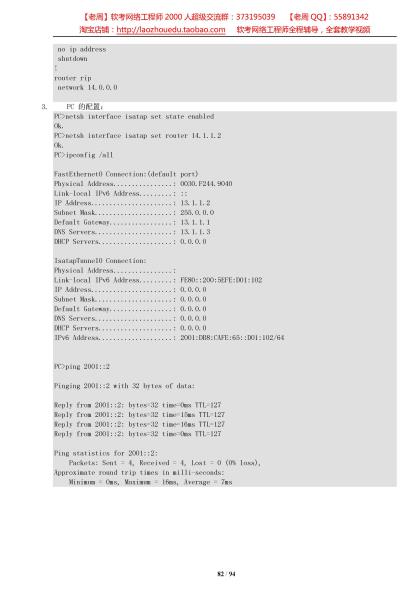 【老周】软考网络工程师 2000 人超级交流群：373195039 【老周 QQ】：55891342
淘宝店铺：http://laozhouedu.taobao.com 软考网络工程师全程辅导，全套教学视频
no ip address
shutdown
!
router rip
network 14.0.0.0
3. PC 的配置：
PC>netsh interface isatap set state enabled
Ok.
PC>netsh interface isatap set router 14.1.1.2
Ok.
PC>ipconfig /all
FastEthernet0 Connection:(default port)
Physical Address................: 0030.F244.9040
Link-local IPv6 Address.........: ::
IP Address......................: 13.1.1.2
Subnet Mask.....................: 255.0.0.0
Default Gateway.................: 13.1.1.1
DNS Servers.....................: 13.1.1.3
DHCP Servers....................: 0.0.0.0
IsatapTunnel0 Connection:
Physical Address................:
Link-local IPv6 Address.........: FE80::200:5EFE:D01:102
IP Address......................: 0.0.0.0
Subnet Mask.....................: 0.0.0.0
Default Gateway.................: 0.0.0.0
DNS Servers.....................: 0.0.0.0
DHCP Servers....................: 0.0.0.0
IPv6 Address....................: 2001:DB8:CAFE:65::D01:102/64
PC>ping 2001::2
Pinging 2001::2 with 32 bytes of data:
Reply from 2001::2: bytes=32 time=0ms TTL=127
Reply from 2001::2: bytes=32 time=15ms TTL=127
Reply from 2001::2: bytes=32 time=16ms TTL=127
Reply from 2001::2: bytes=32 time=0ms TTL=127
Ping statistics for 2001::2:
Packets: Sent = 4, Received = 4, Lost = 0 (0% loss),
Approximate round trip times in milli-seconds:
Minimum = 0ms, Maximum = 16ms, Average = 7ms
82 / 94